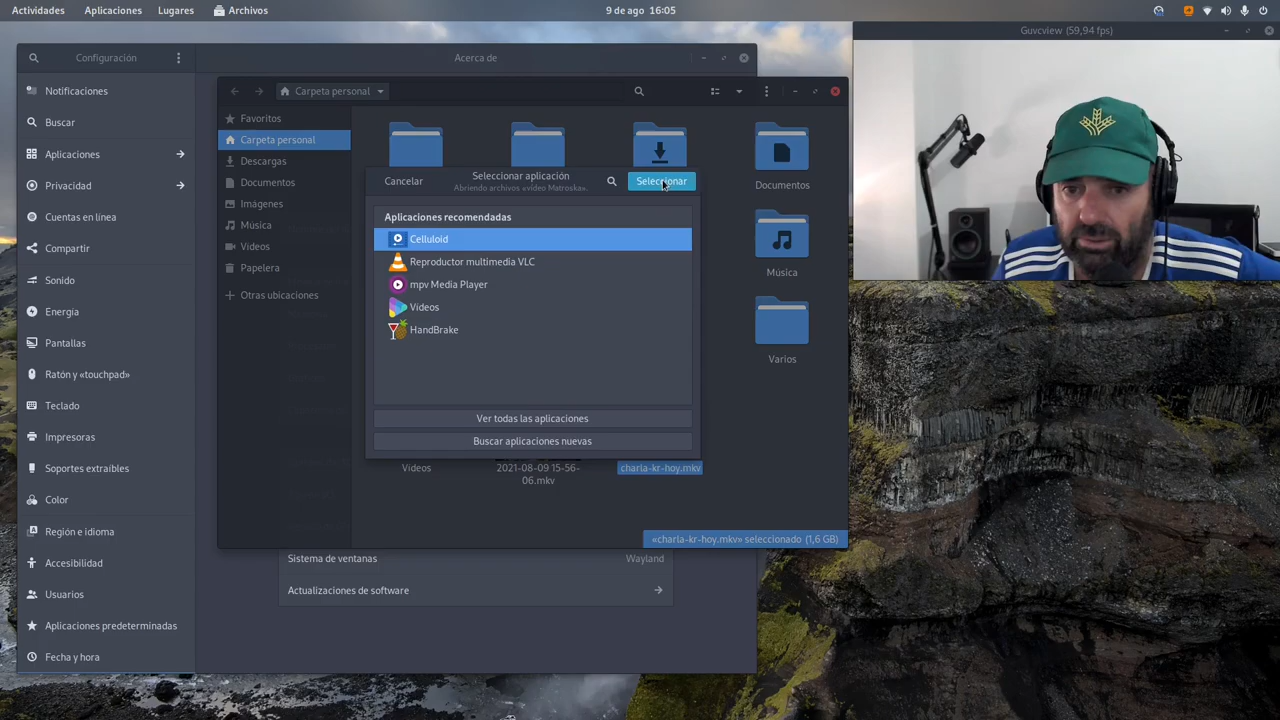 Actividades
Aplicaciones
Lugares
Archivos
9 de ago 16:05
Configuración
Acerca de
Guvcview (59,94 fps)
Notificaciones
Buscar
Aplicaciones
Privacidad
Cuentas en línea
Compartir
Sonido
Energía
Pantallas
Ratón y «touchpad»
Teclado
Impresoras
Soportes extraíbles
Color
Región e idioma
Accesibilidad
Usuarios
Aplicaciones predeterminadas
Fecha y hora
Carpeta personal
Favoritos
Carpeta personal
Descargas
Documentos
Imágenes
Música
Vídeos
Papelera
Otras ubicaciones
Cancelar
Seleccionar aplicación
Abriendo archivos «vídeo Matroska».
Seleccionar
Aplicaciones recomendadas
Celluloid
Reproductor multimedia VLC
mpv Media Player
Vídeos
HandBrake
Ver todas las aplicaciones
Buscar aplicaciones nuevas
Documentos
Música
Varios
Vídeos
2021-08-09 15-56-
06.mkv
charla-kr-hoy.mkv
«charla-kr-hoy.mkv» seleccionado (1,6 GB)
Sistema de ventanas
Wayland
Actualizaciones de software